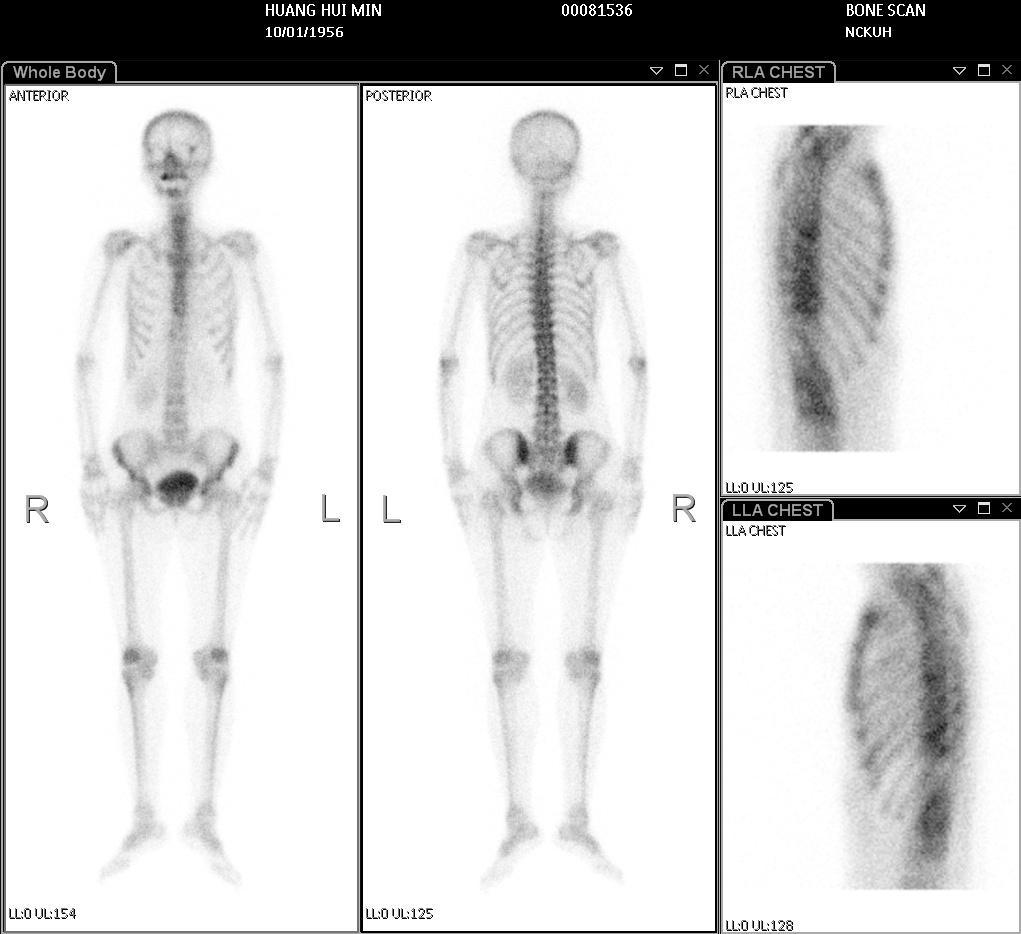 HUANG HUI MIN 00081536 BONE SCAN
10/01/1956 NCKUH
Whole Body
ANTERIOR
R
L
LL:0 UL:154
POSTERIOR
L
R
LL:0 UL:125
RLA CHEST
RLA CHEST
LL:0 UL:125
LLA CHEST
LLA CHEST
LL:0 UL:128